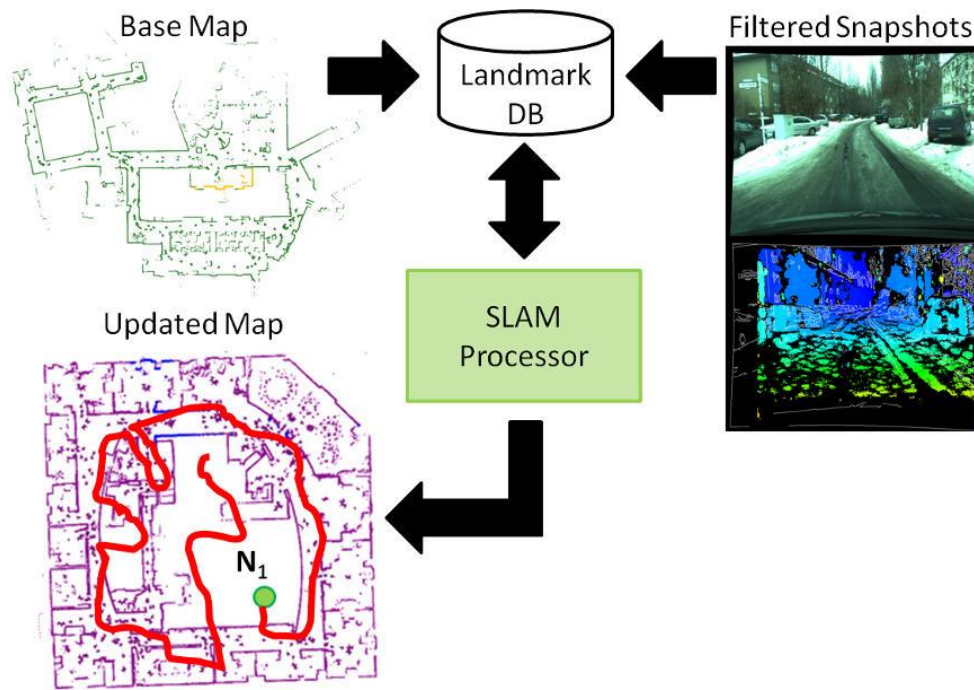 Base Map
Landmark
DB
Filtered Snapshots
SLAM
Processor
Updated Map
N₁